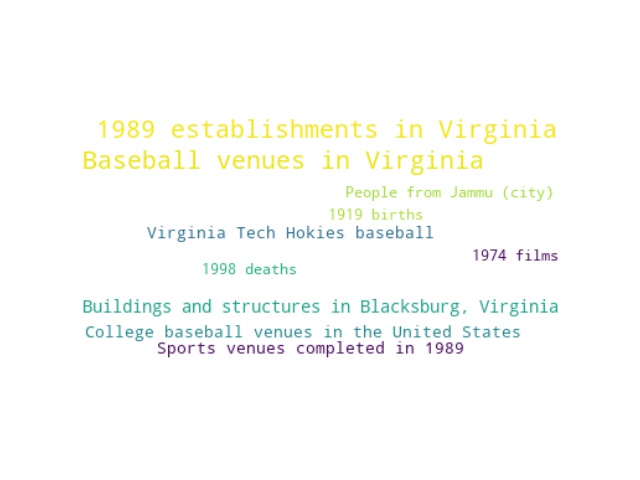 1989 establishments in Virginia
Baseball venues in Virginia
People from Jammu (city)
1919 births
Virginia Tech Hokies baseball
1974 films
1998 deaths
Buildings and structures in Blacksburg, Virginia
College baseball venues in the United States
Sports venues completed in 1989